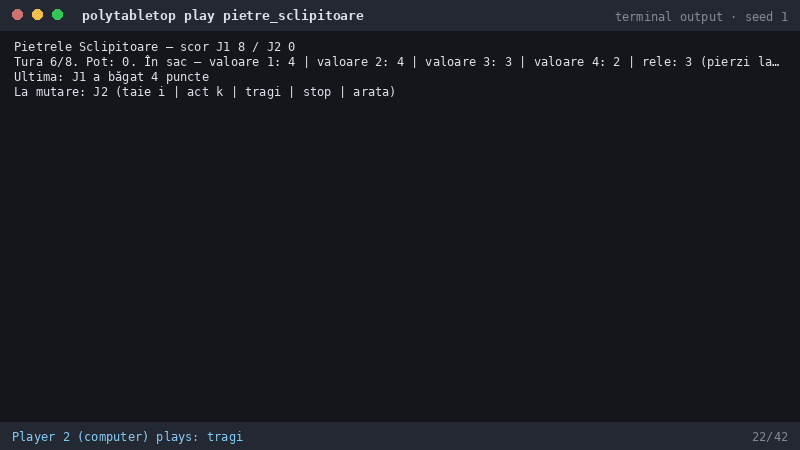 polytabletop play pietre_sclipitoare
terminal output · seed 1
Pietrele Sclipitoare — scor J1 8 / J2 0
Tura 6/8. Pot: 0. În sac — valoare 1: 4 | valoare 2: 4 | valoare 3: 3 | valoare 4: 2 | rele: 3 (pierzi la…
Ultima: J1 a băgat 4 puncte
La mutare: J2 (taie i | act k | tragi | stop | arata)
Player 2 (computer) plays: tragi
22/42